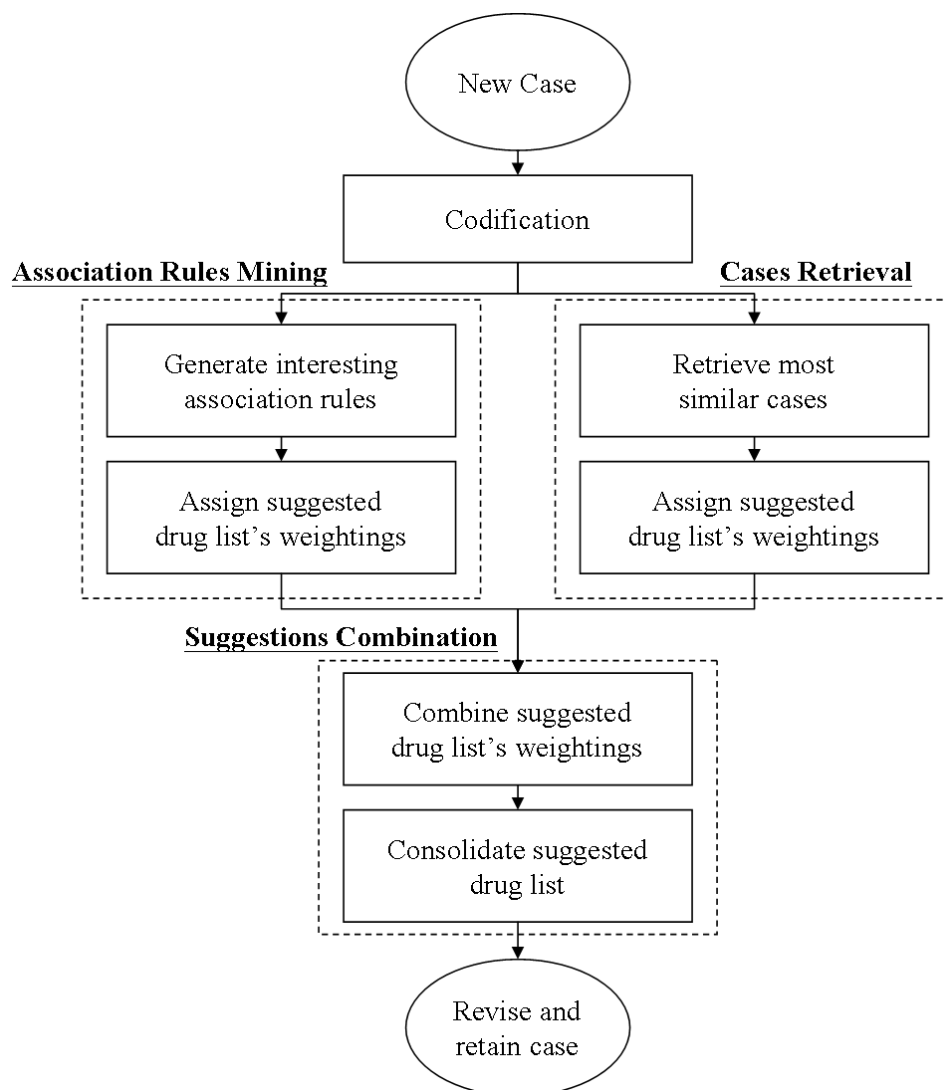 New Case
Codification
Association Rules Mining
Cases Retrieval
Generate interesting
association rules
Retrieve most
similar cases
Assign suggested
drug list’s weightings
Assign suggested
drug list’s weightings
Suggestions Combination
Combine suggested
drug list’s weightings
Consolidate suggested
drug list
Revise and
retain case